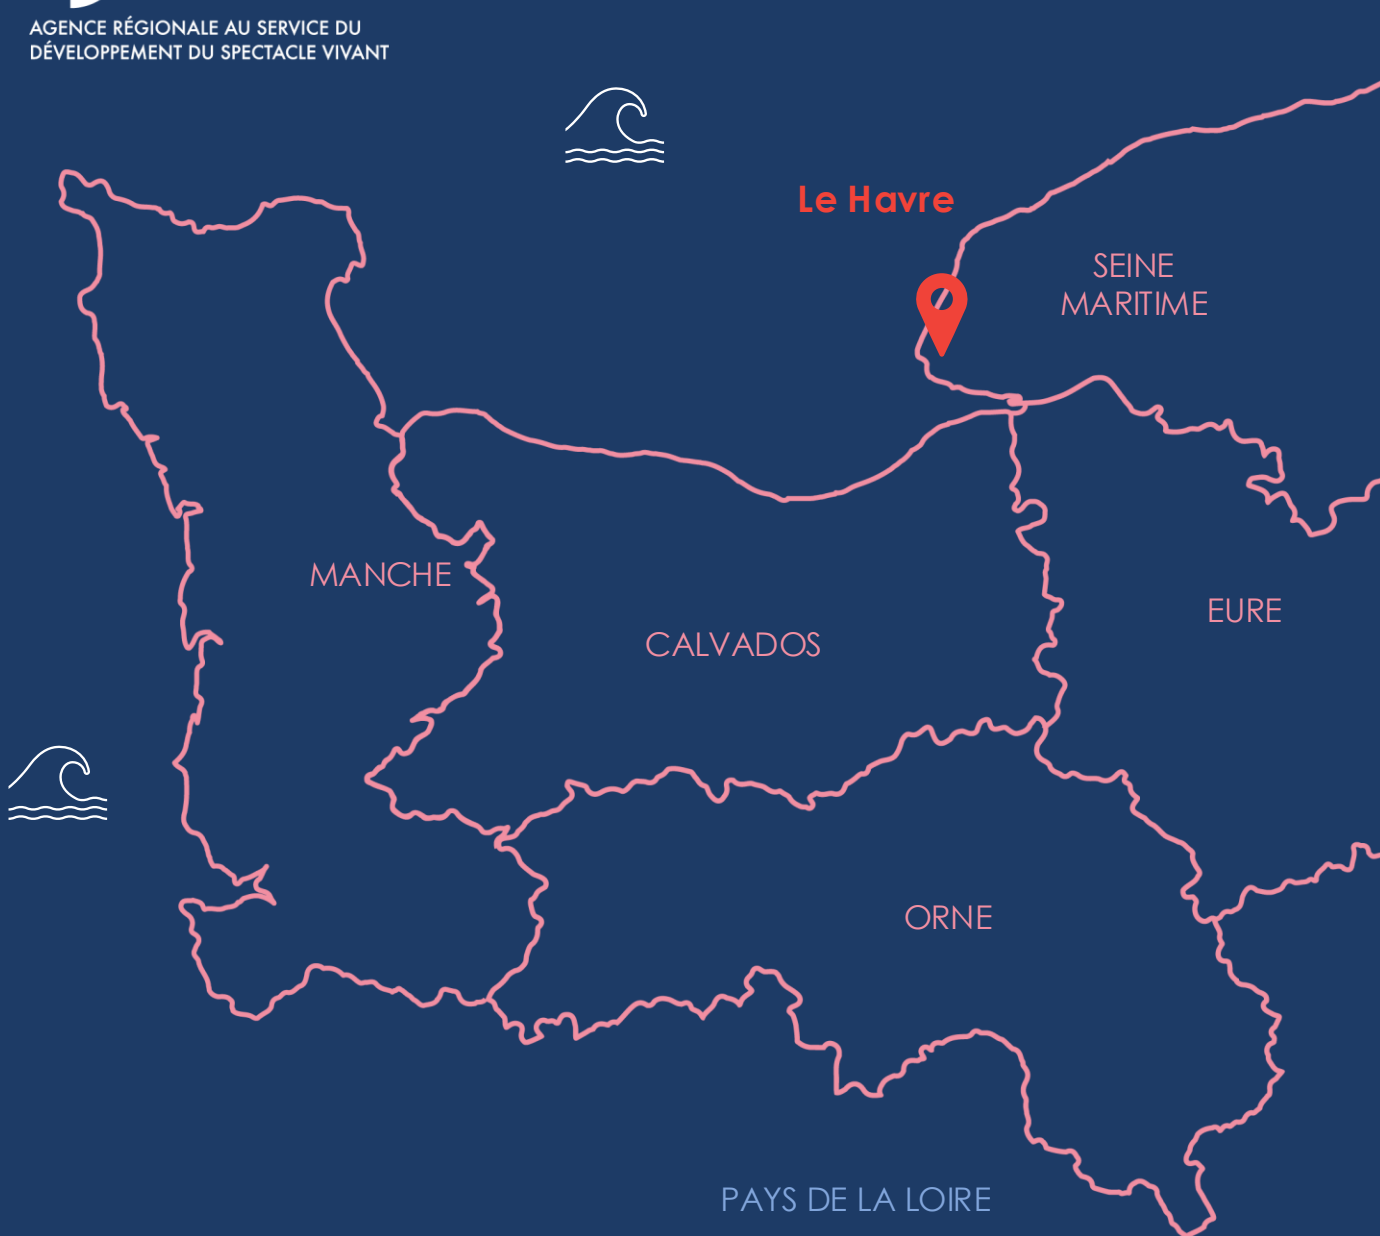 AGENCE RÉGIONALE AU SERVICE DU
DÉVELOPPEMENT DU SPECTACLE VIVANT
Le Havre
SEINE
MARITIME
MANCHE
EURE
CALVADOS
ORNE
PAYS DE LA LOIRE